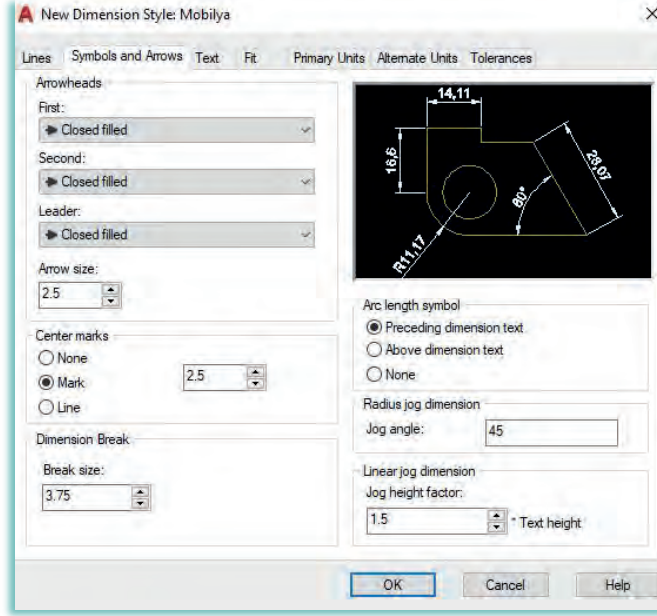 New Dimension Style: Mobilya
Lines Symbols and Arrows Text Fit Primary Units Alternate Units Tolerances
Arrowheads
First:
Closed filled
Second:
Closed filled
Leader:
Closed filled
Arrow size:
2.5
Center marks
None
Mark
2.5
Line
Dimension Break
Break size:
3.75
14,11
16,6
28,07
80°
R11,17
Arc length symbol
Preceding dimension text
Above dimension text
None
Radius jog dimension
Jog angle:
45
Linear jog dimension
Jog height factor:
1.5
* Text height
OK Cancel Help